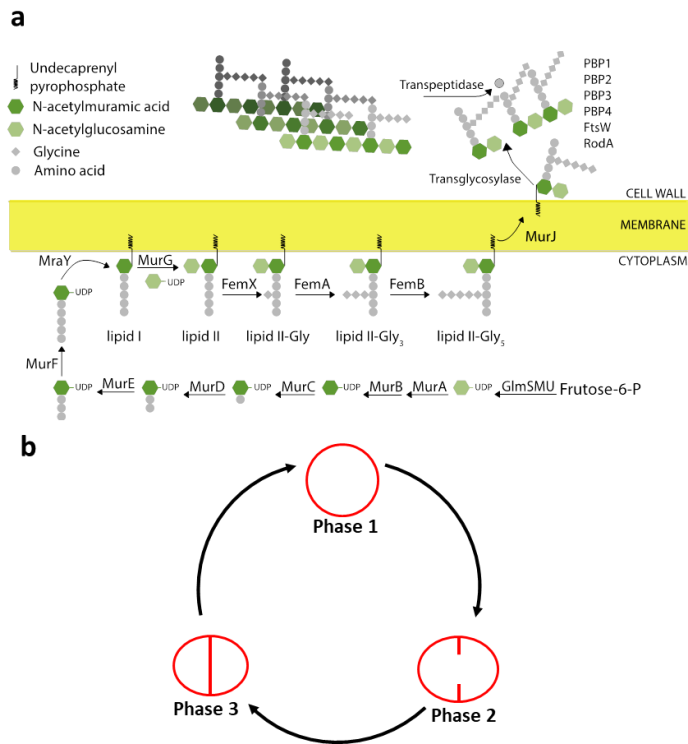 a
Undecaprenyl
pyrophosphate
N-acetylmuramic acid
N-acetylglucosamine
Glycine
Amino acid
Transpeptidase
PBP1
PBP2
PBP3
PBP4
FtsW
RodA
Transglycosylase
CELL WALL
MEMBRANE
CYTOPLASM
MurJ
MraY
MurG
UDP
UDP
FemX
FemA
FemB
lipid I
lipid II
lipid II-Gly
lipid II-Gly3
lipid II-Gly5
MurF
UDP
MurE
UDP
MurD
UDP
MurC
UDP
MurB
MurA
UDP
GlmSMU
Frutose-6-P
b
Phase 1
Phase 3
Phase 2